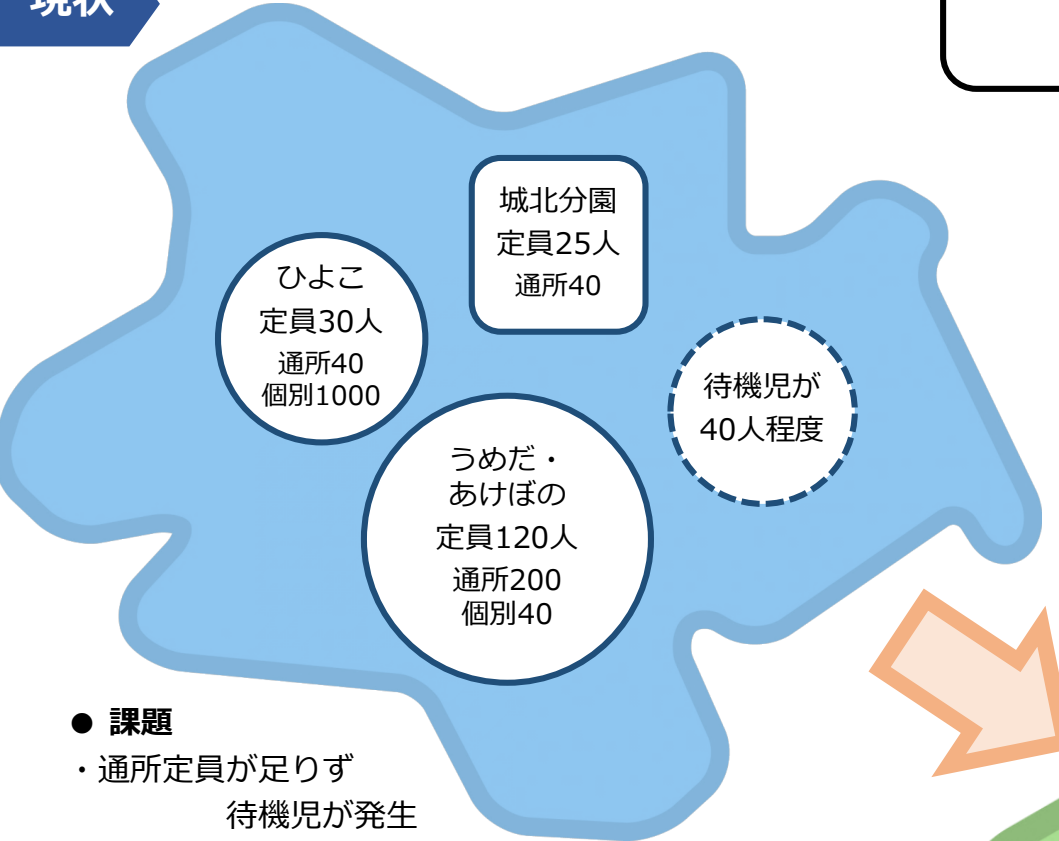 現状
城北分園
定員25人
通所40
ひよこ
定員30人
通所40
個別1000
待機児が
40人程度
うめだ・
あけぼの
定員120人
通所200
個別40
● 課題
・通所定員が足りず
待機児が発生